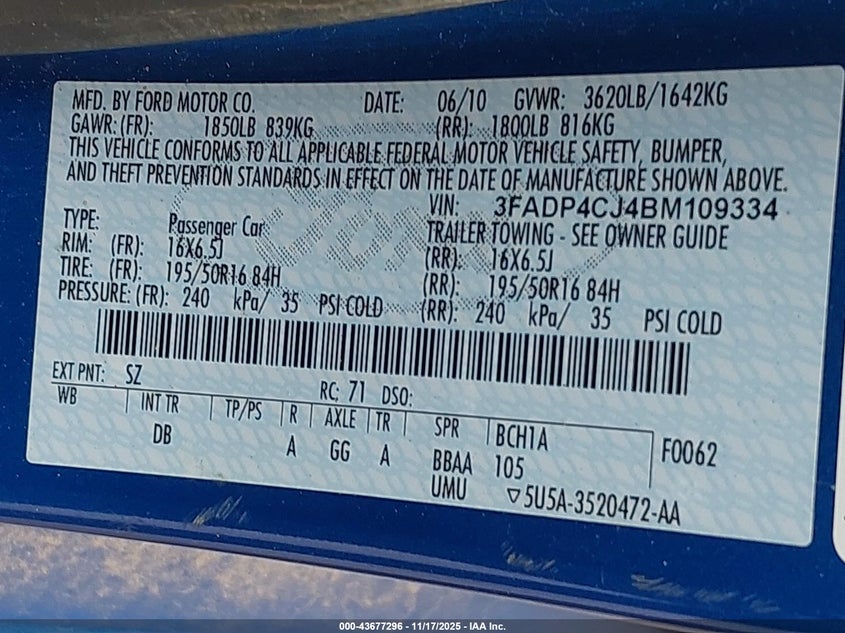 MFD. BY FORD MOTOR CO. DATE: 06/10 GVWR: 3620LB/1642KG
GAWR: (FR): 1850LB 839KG (RR): 1800LB 816KG
THIS VEHICLE CONFORMS TO ALL APPLICABLE FEDERAL MOTOR VEHICLE SAFETY, BUMPER,
AND THEFT PREVENTION STANDARDS IN EFFECT ON THE DATE OF MANUFACTURE SHOWN ABOVE.
VIN: 3FADP4CJ4BM109334
TYPE: Passenger Car TRAILER TOWING - SEE OWNER GUIDE
RIM: (FR): 16X6.5J (RR): 16X6.5J
TIRE: (FR): 195/50R16 84H (RR): 195/50R16 84H
PRESSURE: (FR): 240 kPa/ 35 PSI COLD (RR): 240 kPa/ 35 PSI COLD
EXT PNT: SZ RC: 71 DSO:
WB INT TR TP/PS R AXLE TR SPR BCH1A F0062
DB A GG A BBAA 105
UMU ▽5U5A-3520472-AA
000-43677296 - 11/17/2025 - IAA Inc.